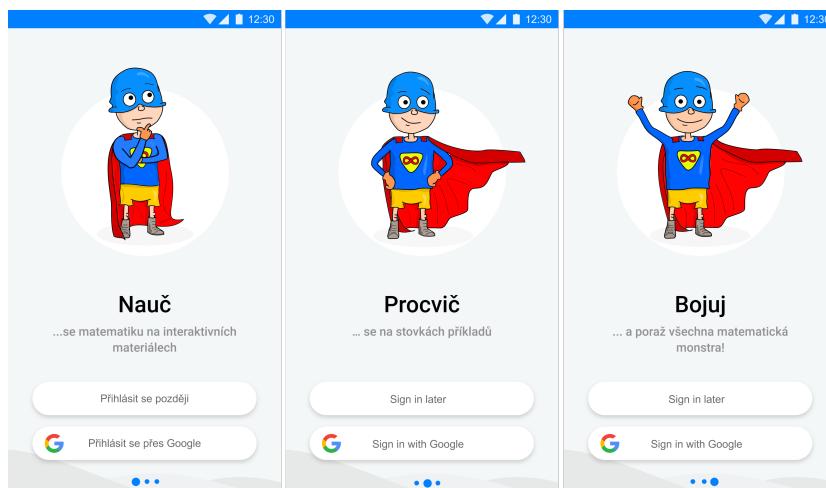 12:30
Nauč
...se matematiku na interaktivních
materiálech
Přihlásit se později
Přihlásit se přes Google
12:30
Procvič
... se na stovkách příkladů
Sign in later
Sign in with Google
12:30
Bojuj
... a poraž všechna matematická
monstra!
Sign in later
Sign in with Google